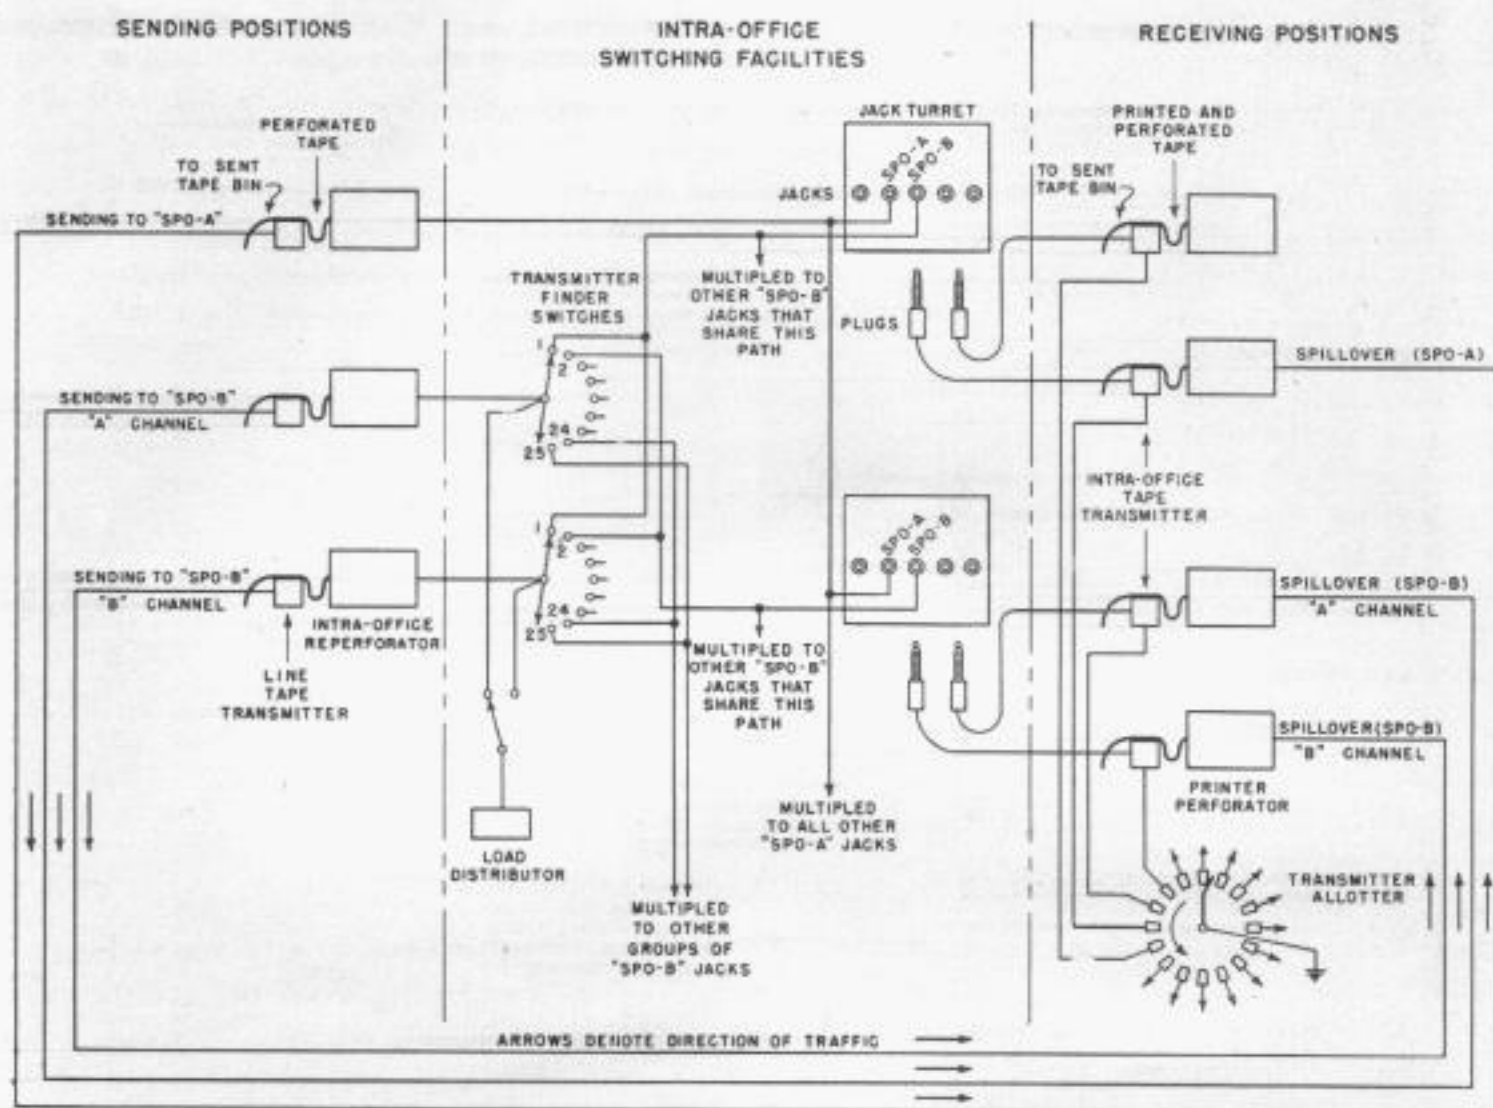 SENDING POSITIONS
INTRA-OFFICE
SWITCHING FACILITIES
RECEIVING POSITIONS
PERFORATED
TAPE
TO SENT
TAPE BIN
SENDING TO "SPO-A"
JACK TURRET
SPO-A
SPO-B
JACKS
PRINTED AND
PERFORATED
TAPE
TO SENT
TAPE BIN
TRANSMITTER
FINDER
SWITCHES
MULTIPLED TO
OTHER "SPO-B"
JACKS THAT
SHARE THIS
PATH
PLUGS
SPILLOVER (SPO-A)
1
2
24
25
SENDING TO "SPO-B"
"A" CHANNEL
INTRA-OFFICE
TAPE
TRANSMITTER
SPO-A
SPO-B
1
2
24
25
SENDING TO "SPO-B"
"B" CHANNEL
INTRA-OFFICE
REPERFORATOR
LINE
TAPE
TRANSMITTER
SPILLOVER (SPO-B)
"A" CHANNEL
MULTIPLED TO
OTHER "SPO-B"
JACKS THAT
SHARE THIS
PATH
SPILLOVER (SPO-B)
"B" CHANNEL
PRINTER
PERFORATOR
MULTIPLED
TO ALL OTHER
"SPO-A" JACKS
LOAD
DISTRIBUTOR
TRANSMITTER
ALLOTTER
MULTIPLED
TO OTHER
GROUPS OF
"SPO-B" JACKS
ARROWS DENOTE DIRECTION OF TRAFFIC